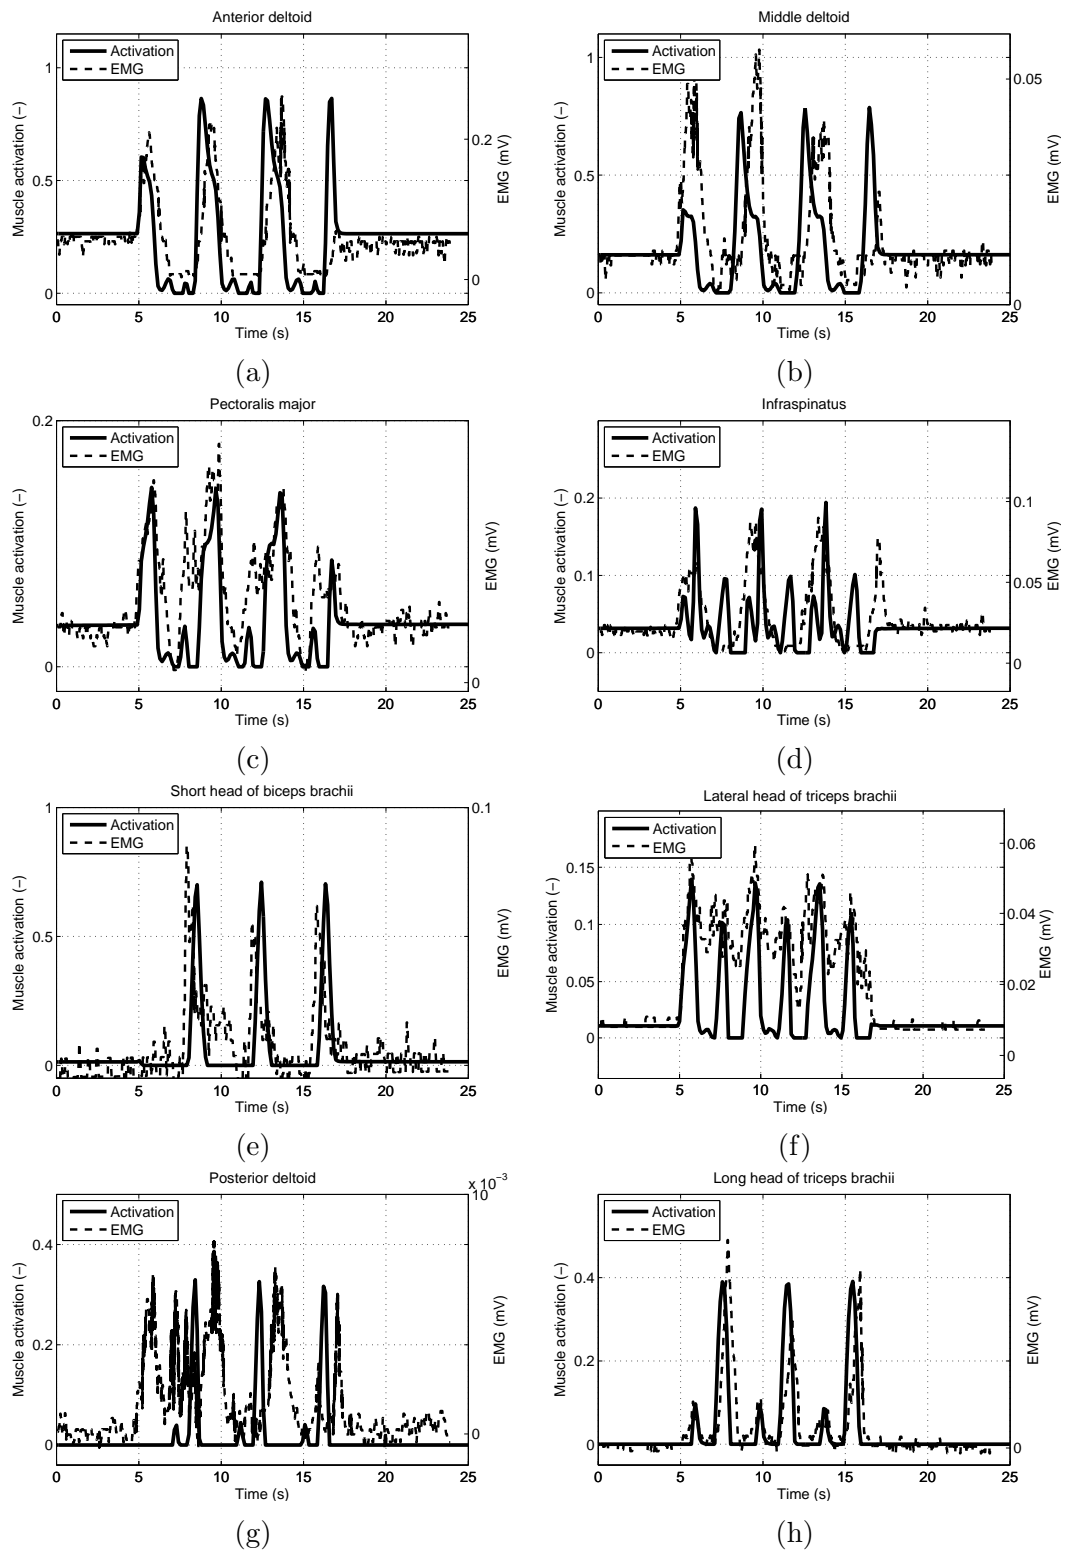 Anterior deltoid
Activation
EMG
Muscle activation (−)
1
0.5
0
EMG (mV)
0.2
0
0 5 10 15 20 25
Time (s)
(a)
Middle deltoid
Activation
EMG
Muscle activation (−)
1
0.5
0
EMG (mV)
0.05
0
0 5 10 15 20 25
Time (s)
(b)
Pectoralis major
Activation
EMG
Muscle activation (−)
0.2
0
EMG (mV)
0
0 5 10 15 20 25
Time (s)
(c)
Infraspinatus
Activation
EMG
Muscle activation (−)
0.2
0.1
0
EMG (mV)
0.1
0.05
0
0 5 10 15 20 25
Time (s)
(d)
Short head of biceps brachii
Activation
EMG
Muscle activation (−)
1
0.5
0
EMG (mV)
0.1
0 5 10 15 20 25
Time (s)
(e)
Lateral head of triceps brachii
Activation
EMG
Muscle activation (−)
0.15
0.1
0.05
0
EMG (mV)
0.06
0.04
0.02
0
0 5 10 15 20 25
Time (s)
(f)
Posterior deltoid
Activation
EMG
Muscle activation (−)
0.4
0.2
0
EMG (mV)
x 10⁻³
10
0
0 5 10 15 20 25
Time (s)
(g)
Long head of triceps brachii
Activation
EMG
Muscle activation (−)
0.4
0.2
0
EMG (mV)
0
0 5 10 15 20 25
Time (s)
(h)